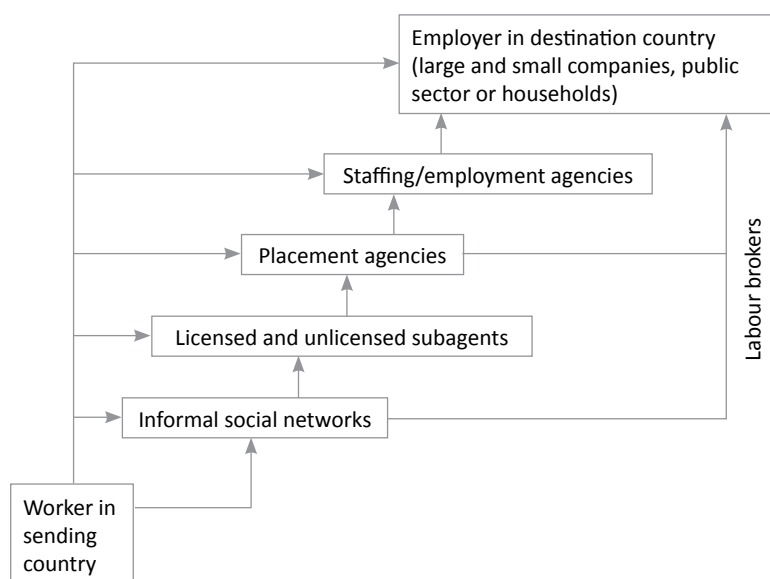 Employer in destination country
(large and small companies, public
sector or households)
Staffing/employment agencies
Placement agencies
Labour brokers
Licensed and unlicensed subagents
Informal social networks
Worker in
sending
country